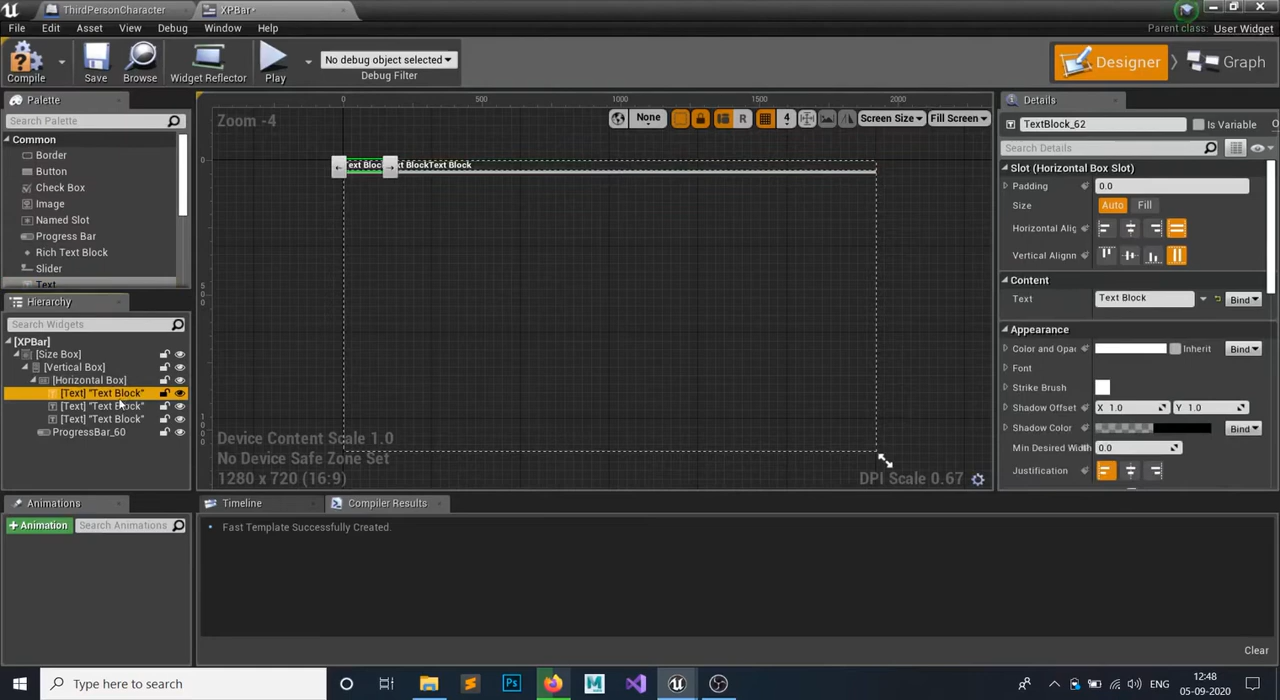 ThirdPersonCharacter
XPBar*
File Edit Asset View Debug Window Help
Parent class: User Widget
Compile
Save
Browse
Widget Reflector
Play
No debug object selected
Debug Filter
Designer
Graph
Palette
Search Palette
Common
Border
Button
Check Box
Image
Named Slot
Progress Bar
Rich Text Block
Slider
Text
Hierarchy
Search Widgets
[XPBar]
[Size Box]
[Vertical Box]
[Horizontal Box]
[Text] "Text Block"
[Text] "Text Block"
[Text] "Text Block"
ProgressBar_60
Animations
+Animation
Search Animations
0 500 1000 1500 2000
Zoom -4
None
R
4
Screen Size
Fill Screen
0
Text Block
Text Block
500
1000
Device Content Scale 1.0
No Device Safe Zone Set
1280 x 720 (16:9)
DPI Scale 0.67
Timeline
Compiler Results
Fast Template Successfully Created.
Clear
Details
TextBlock_62
Is Variable
Search Details
Slot (Horizontal Box Slot)
Padding 0.0
Size Auto Fill
Horizontal Alig
Vertical Alignm
Content
Text Text Block Bind
Appearance
Color and Opac Inherit Bind
Font
Strike Brush
Shadow Offset X 1.0 Y 1.0
Shadow Color Bind
Min Desired Width 0.0
Justification
Type here to search
Ps
M
ENG
12:48
05-09-2020